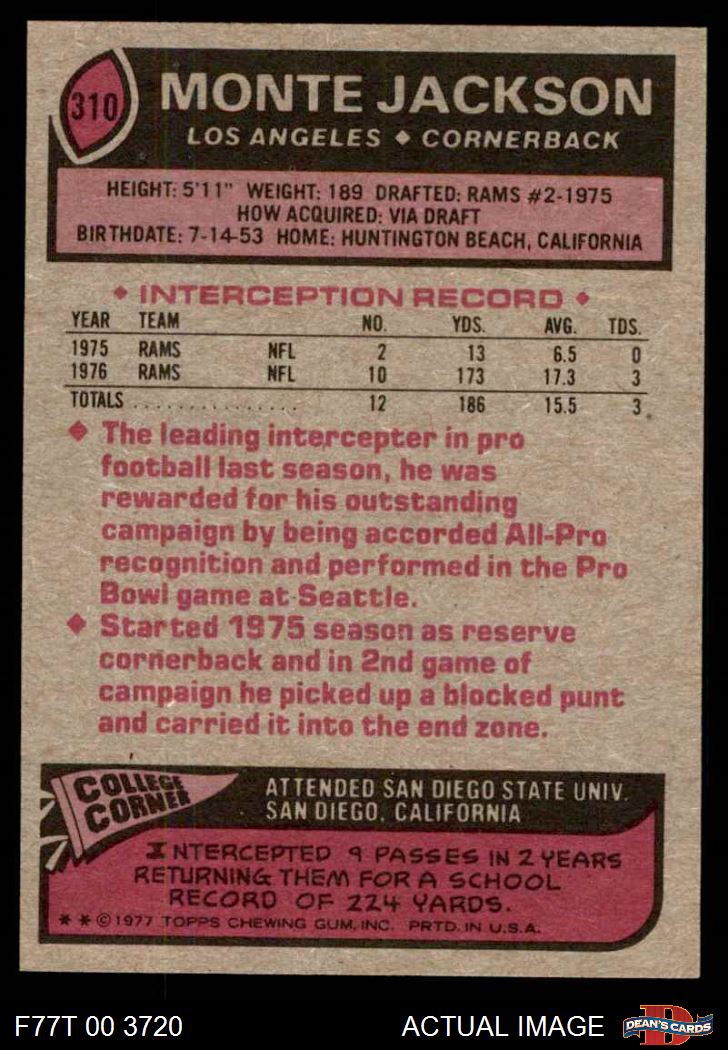 310
MONTE JACKSON
LOS ANGELES ♦ CORNERBACK
HEIGHT: 5'11" WEIGHT: 189 DRAFTED: RAMS #2-1975
HOW ACQUIRED: VIA DRAFT
BIRTHDATE: 7-14-53 HOME: HUNTINGTON BEACH, CALIFORNIA
♦ INTERCEPTION RECORD ♦
YEAR TEAM NO. YDS. AVG. TDS.
1975 RAMS NFL 2 13 6.5 0
1976 RAMS NFL 10 173 17.3 3
TOTALS ............... 12 186 15.5 3
♦ The leading intercepter in pro
football last season, he was
rewarded for his outstanding
campaign by being accorded All-Pro
recognition and performed in the Pro
Bowl game at Seattle.
♦ Started 1975 season as reserve
cornerback and in 2nd game of
campaign he picked up a blocked punt
and carried it into the end zone.
COLLEGE
CORNER
ATTENDED SAN DIEGO STATE UNIV.
SAN DIEGO, CALIFORNIA
INTERCEPTED 9 PASSES IN 2 YEARS
RETURNING THEM FOR A SCHOOL
RECORD OF 224 YARDS.
* * © 1977 TOPPS CHEWING GUM, INC. PRTD. IN U.S.A.
F77T 00 3720 ACTUAL IMAGE
D
DEAN'S CARDS